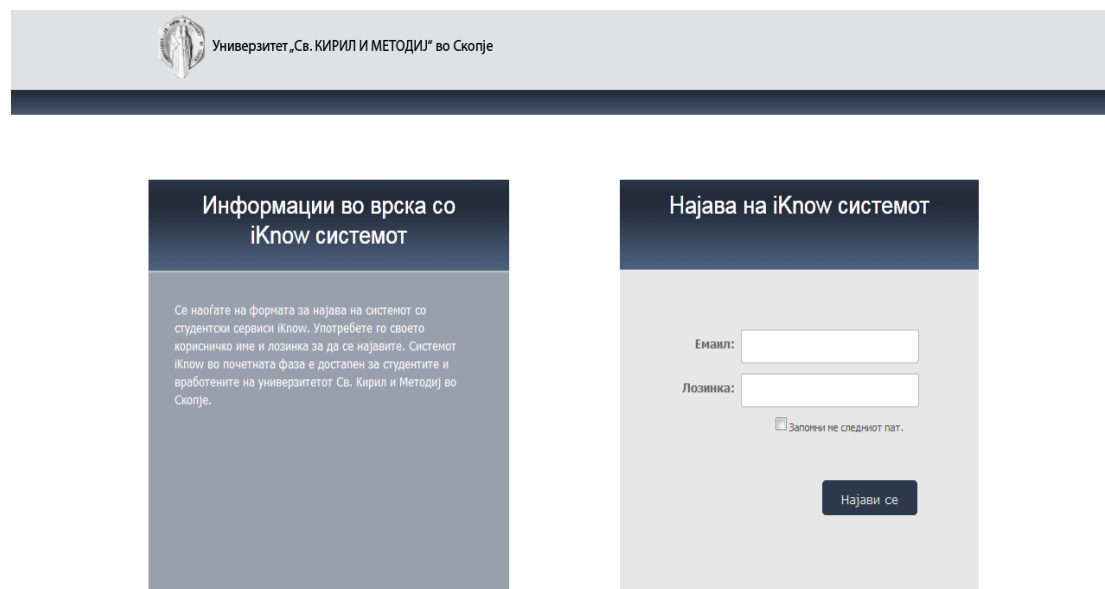 Универзитет „Св. КИРИЛ И МЕТОДИЈ“ во Скопје
Информации во врска со
iKnow системот
Се наоѓате на формата за најава на системот со
студентски сервиси iKnow. Употребете го своето
корисничко име и лозинка за да се најавите. Системот
iKnow во почетната фаза е достапен за студентите и
вработените на универзитетот Св. Кирил и Методиј во
Скопје.
Најава на iKnow системот
Емаил:
Лозинка:
Запомни ме следниот пат.
Најави се